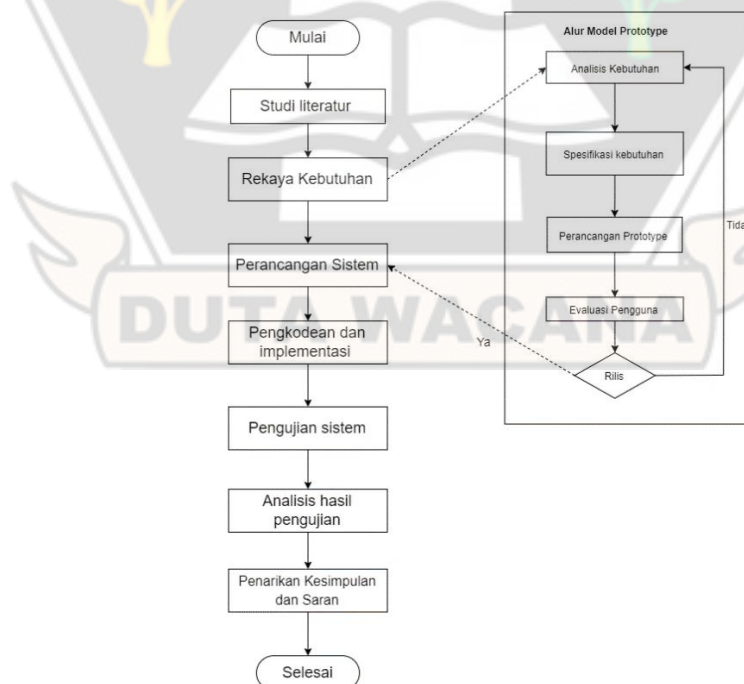 Mulai
Studi literatur
Rekaya Kebutuhan
Perancangan Sistem
Pengkodean dan
implementasi
Pengujian sistem
Analisis hasil
pengujian
Penarikan Kesimpulan
dan Saran
Selesai
Alur Model Prototype
Analisis Kebutuhan
Spesifikasi kebutuhan
Perancangan Prototype
Evaluasi Pengguna
Rilis
Ya
Tida
DUTA WACANA